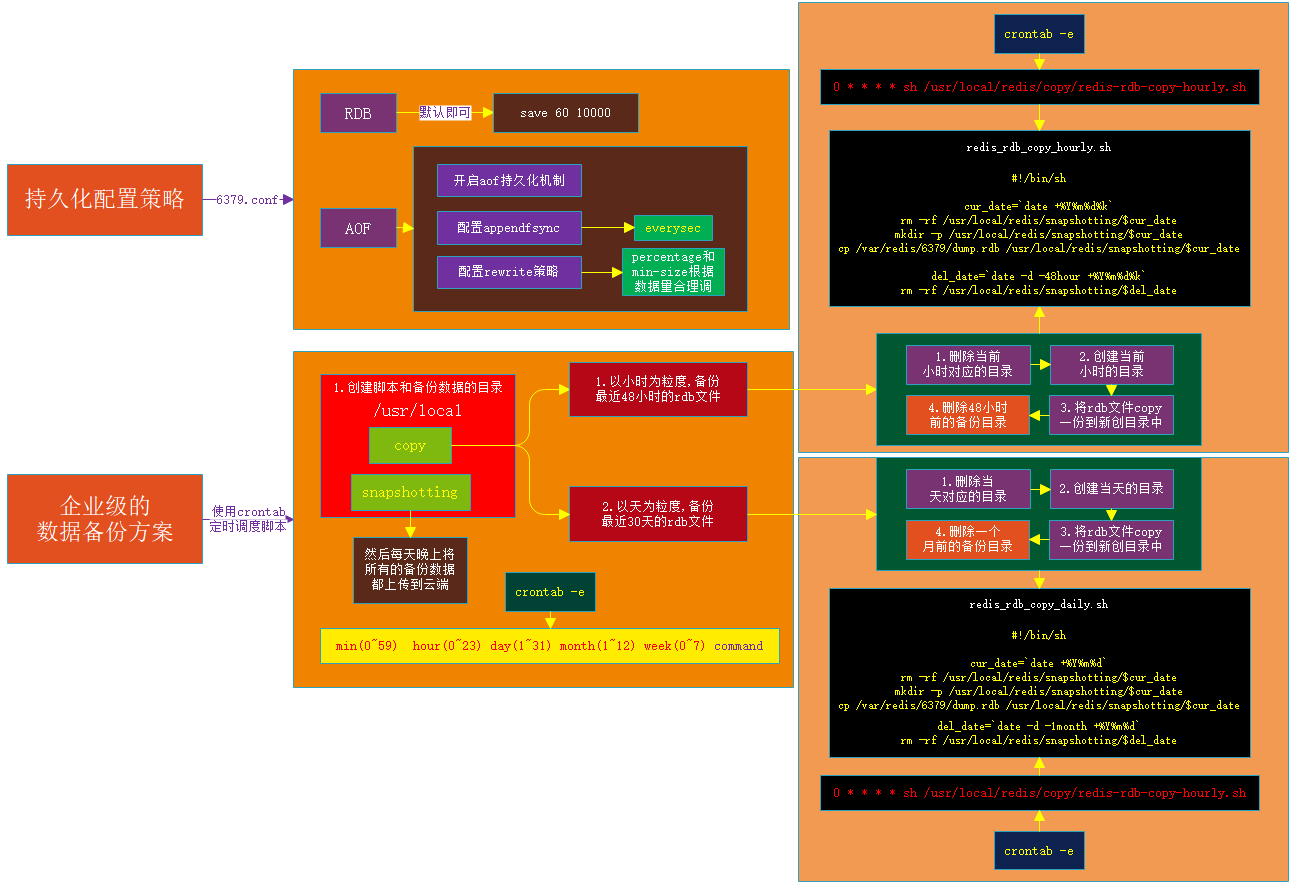 持久化配置策略
6379.conf
RDB
默认即可
save 60 10000
AOF
开启aof持久化机制
配置appendfsync
everysec
配置rewrite策略
percentage和
min-size根据
数据量合理调
企业级的
数据备份方案
使用crontab
定时调度脚本
1.创建脚本和备份数据的目录
/usr/local
copy
snapshotting
然后每天晚上将
所有的备份数据
都上传到云端
1.以小时为粒度,备份
最近48小时的rdb文件
2.以天为粒度,备份
最近30天的rdb文件
crontab -e
min(0~59) hour(0~23) day(1~31) month(1~12) week(0~7) command
crontab -e
0 * * * * sh /usr/local/redis/copy/redis-rdb-copy-hourly.sh
redis_rdb_copy_hourly.sh
#!/bin/sh
cur_date=`date +%Y%m%d%k`
rm -rf /usr/local/redis/snapshotting/$cur_date
mkdir -p /usr/local/redis/snapshotting/$cur_date
cp /var/redis/6379/dump.rdb /usr/local/redis/snapshotting/$cur_date
del_date=`date -d -48hour +%Y%m%d%k`
rm -rf /usr/local/redis/snapshotting/$del_date
1.删除当前
小时对应的目录
2.创建当前
小时的目录
4.删除48小时
前的备份目录
3.将rdb文件copy
一份到新创目录中
1.删除当
天对应的目录
2.创建当天的目录
4.删除一个
月前的备份目录
3.将rdb文件copy
一份到新创目录中
redis_rdb_copy_daily.sh
#!/bin/sh
cur_date=`date +%Y%m%d`
rm -rf /usr/local/redis/snapshotting/$cur_date
mkdir -p /usr/local/redis/snapshotting/$cur_date
cp /var/redis/6379/dump.rdb /usr/local/redis/snapshotting/$cur_date
del_date=`date -d -1month +%Y%m%d`
rm -rf /usr/local/redis/snapshotting/$del_date
0 * * * * sh /usr/local/redis/copy/redis-rdb-copy-hourly.sh
crontab -e